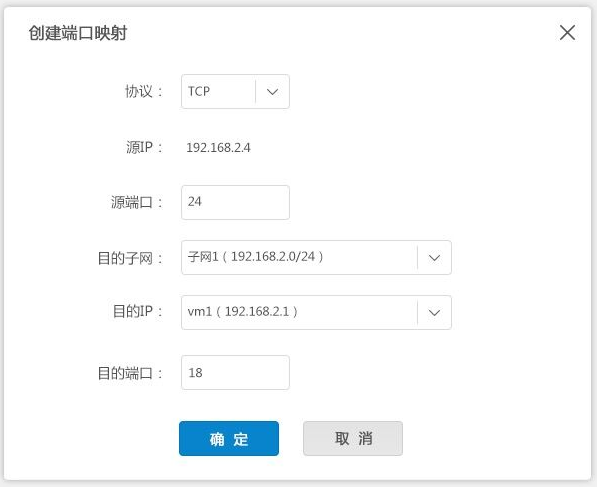 创建端口映射
协议： TCP
源IP： 192.168.2.4
源端口： 24
目的子网： 子网1（192.168.2.0/24）
目的IP： vm1（192.168.2.1）
目的端口： 18
确 定 取 消